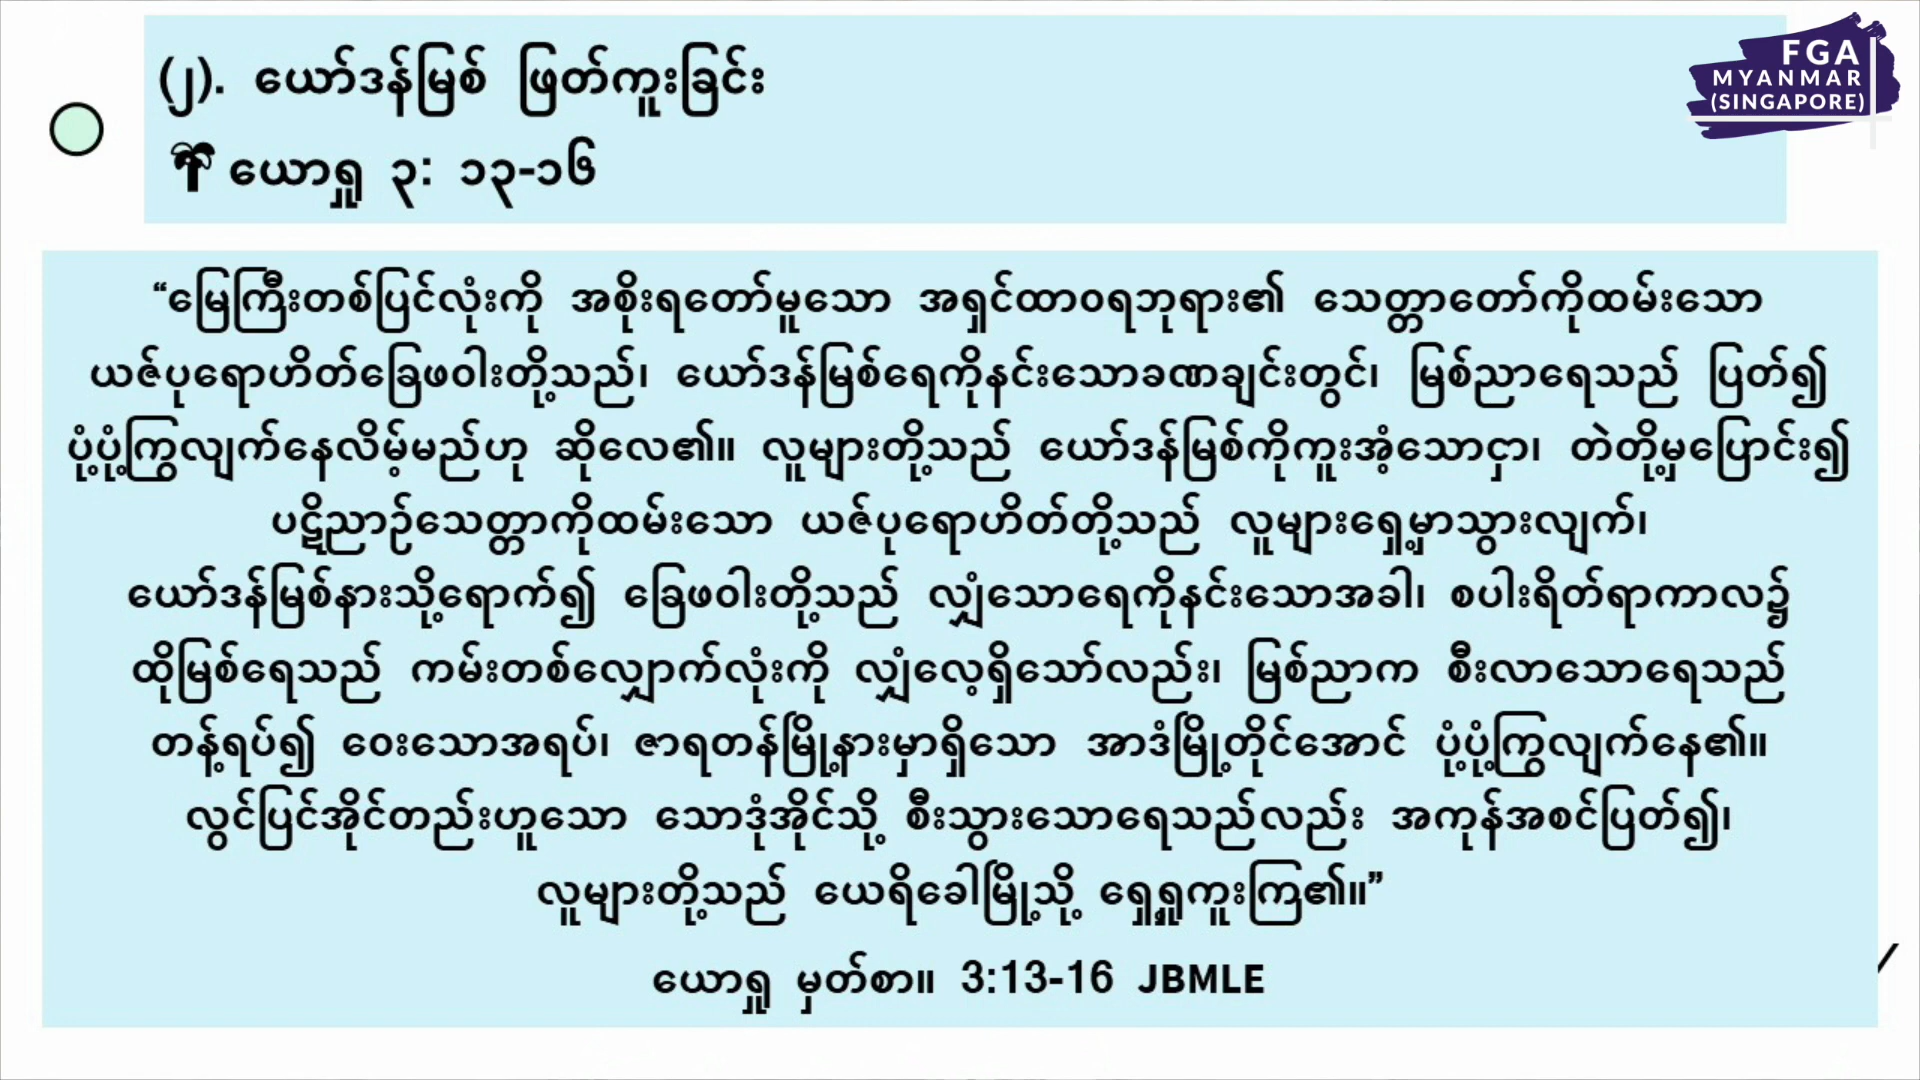 (၂). ယော်ဒန်မြစ် ဖြတ်ကူးခြင်း
ယောရှု ၃: ၁၃-၁၆
FGA
MYANMAR
(SINGAPORE)
“မြေကြီးတစ်ပြင်လုံးကို အစိုးရတော်မူသော အရှင်ထာဝရဘုရား၏ သေတ္တာတော်ကိုထမ်းသော
ယဇ်ပုရောဟိတ်ခြေဖဝါးတို့သည်၊ ယော်ဒန်မြစ်ရေကိုနင်းသောခဏချင်းတွင်၊ မြစ်ညာရေသည် ပြတ်၍
ပုံ့ပုံ့ကြွလျက်နေလိမ့်မည်ဟု ဆိုလေ၏။ လူများတို့သည် ယော်ဒန်မြစ်ကိုကူးအံ့သောငှာ၊ တဲတို့မှပြောင်း၍
ပဋိညာဉ်သေတ္တာကိုထမ်းသော ယဇ်ပုရောဟိတ်တို့သည် လူများရှေ့မှာသွားလျက်၊
ယော်ဒန်မြစ်နားသို့ရောက်၍ ခြေဖဝါးတို့သည် လျှံသောရေကိုနင်းသောအခါ၊ စပါးရိတ်ရာကာလ၌
ထိုမြစ်ရေသည် ကမ်းတစ်လျှောက်လုံးကို လျှံလေ့ရှိသော်လည်း၊ မြစ်ညာက စီးလာသောရေသည်
တန့်ရပ်၍ ဝေးသောအရပ်၊ ဇာရတန်မြို့နားမှာရှိသော အာဒံမြို့တိုင်အောင် ပုံ့ပုံ့ကြွလျက်နေ၏။
လွင်ပြင်အိုင်တည်းဟူသော သောဒုံအိုင်သို့ စီးသွားသောရေသည်လည်း အကုန်အစင်ပြတ်၍၊
လူများတို့သည် ယေရိခေါမြို့သို့ ရှေ့ရှုကူးကြ၏။”
ယောရှု မှတ်စာ။ 3:13-16 JBMLE